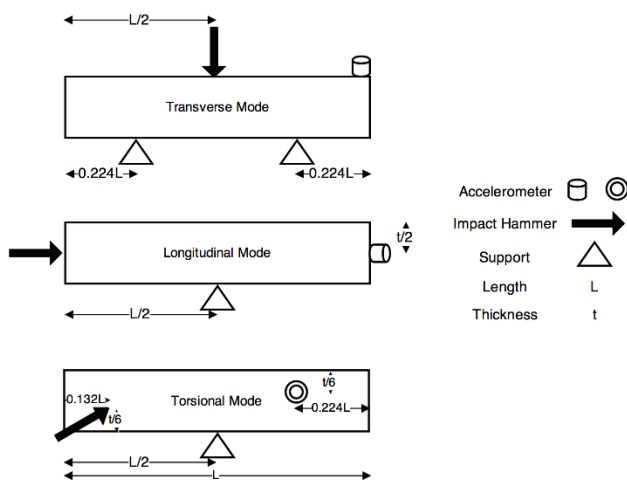 L/2
Transverse Mode
0.224L
0.224L
Longitudinal Mode
t/2
L/2
0.132L
t/6
Torsional Mode
t/6
0.224L
L/2
L
Accelerometer
Impact Hammer
Support
Length L
Thickness t